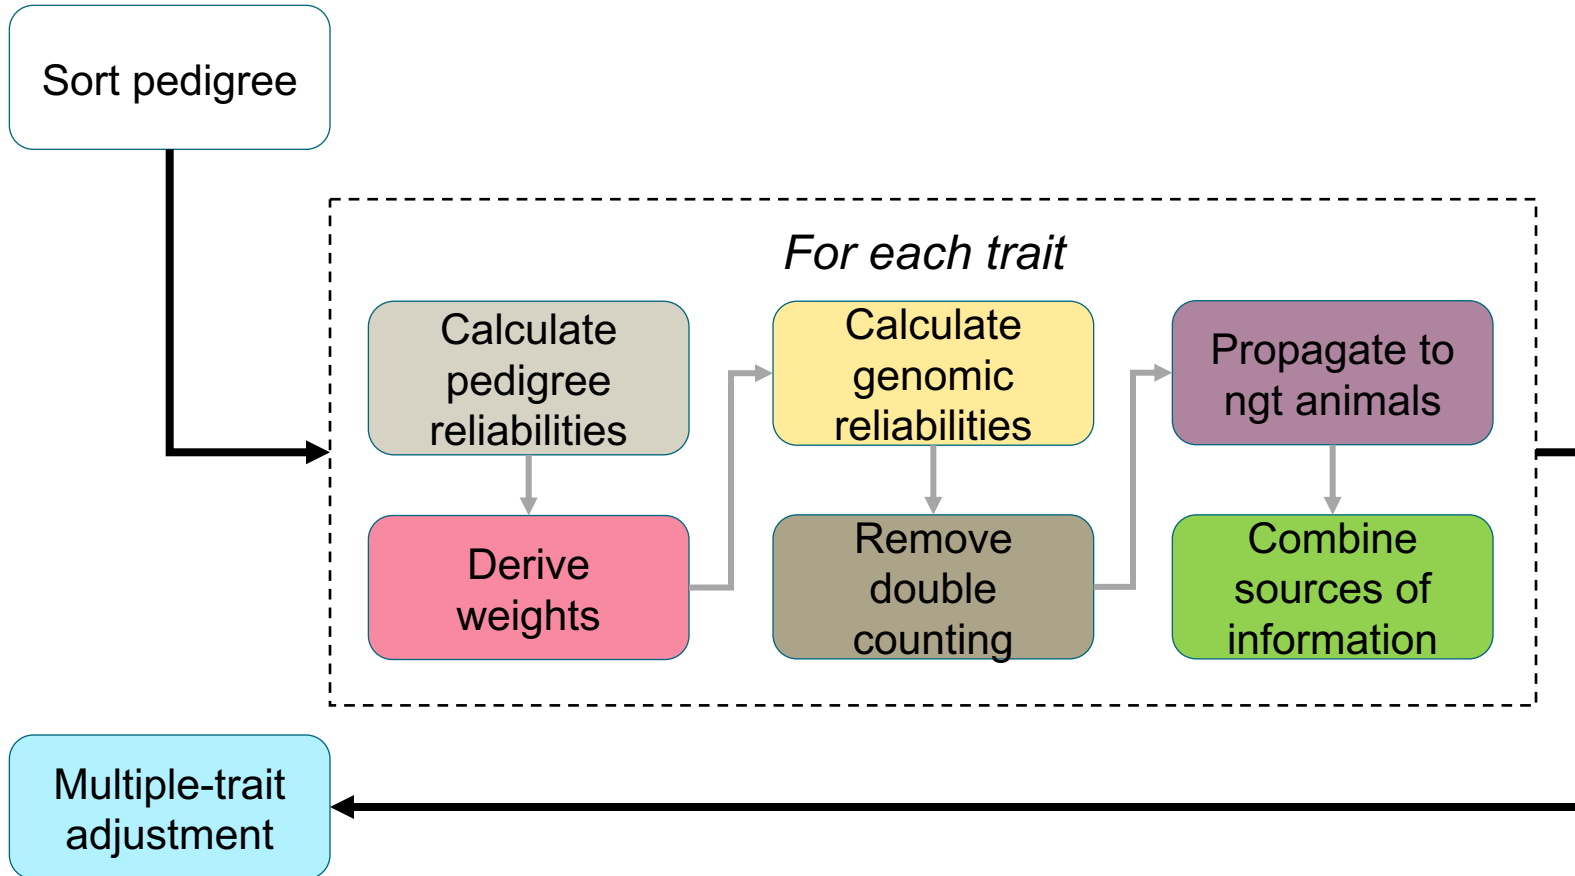 Sort pedigree
For each trait
Calculate
pedigree
reliabilities
Derive
weights
Calculate
genomic
reliabilities
Remove
double
counting
Propagate to
ngt animals
Combine
sources of
information
Multiple-trait
adjustment